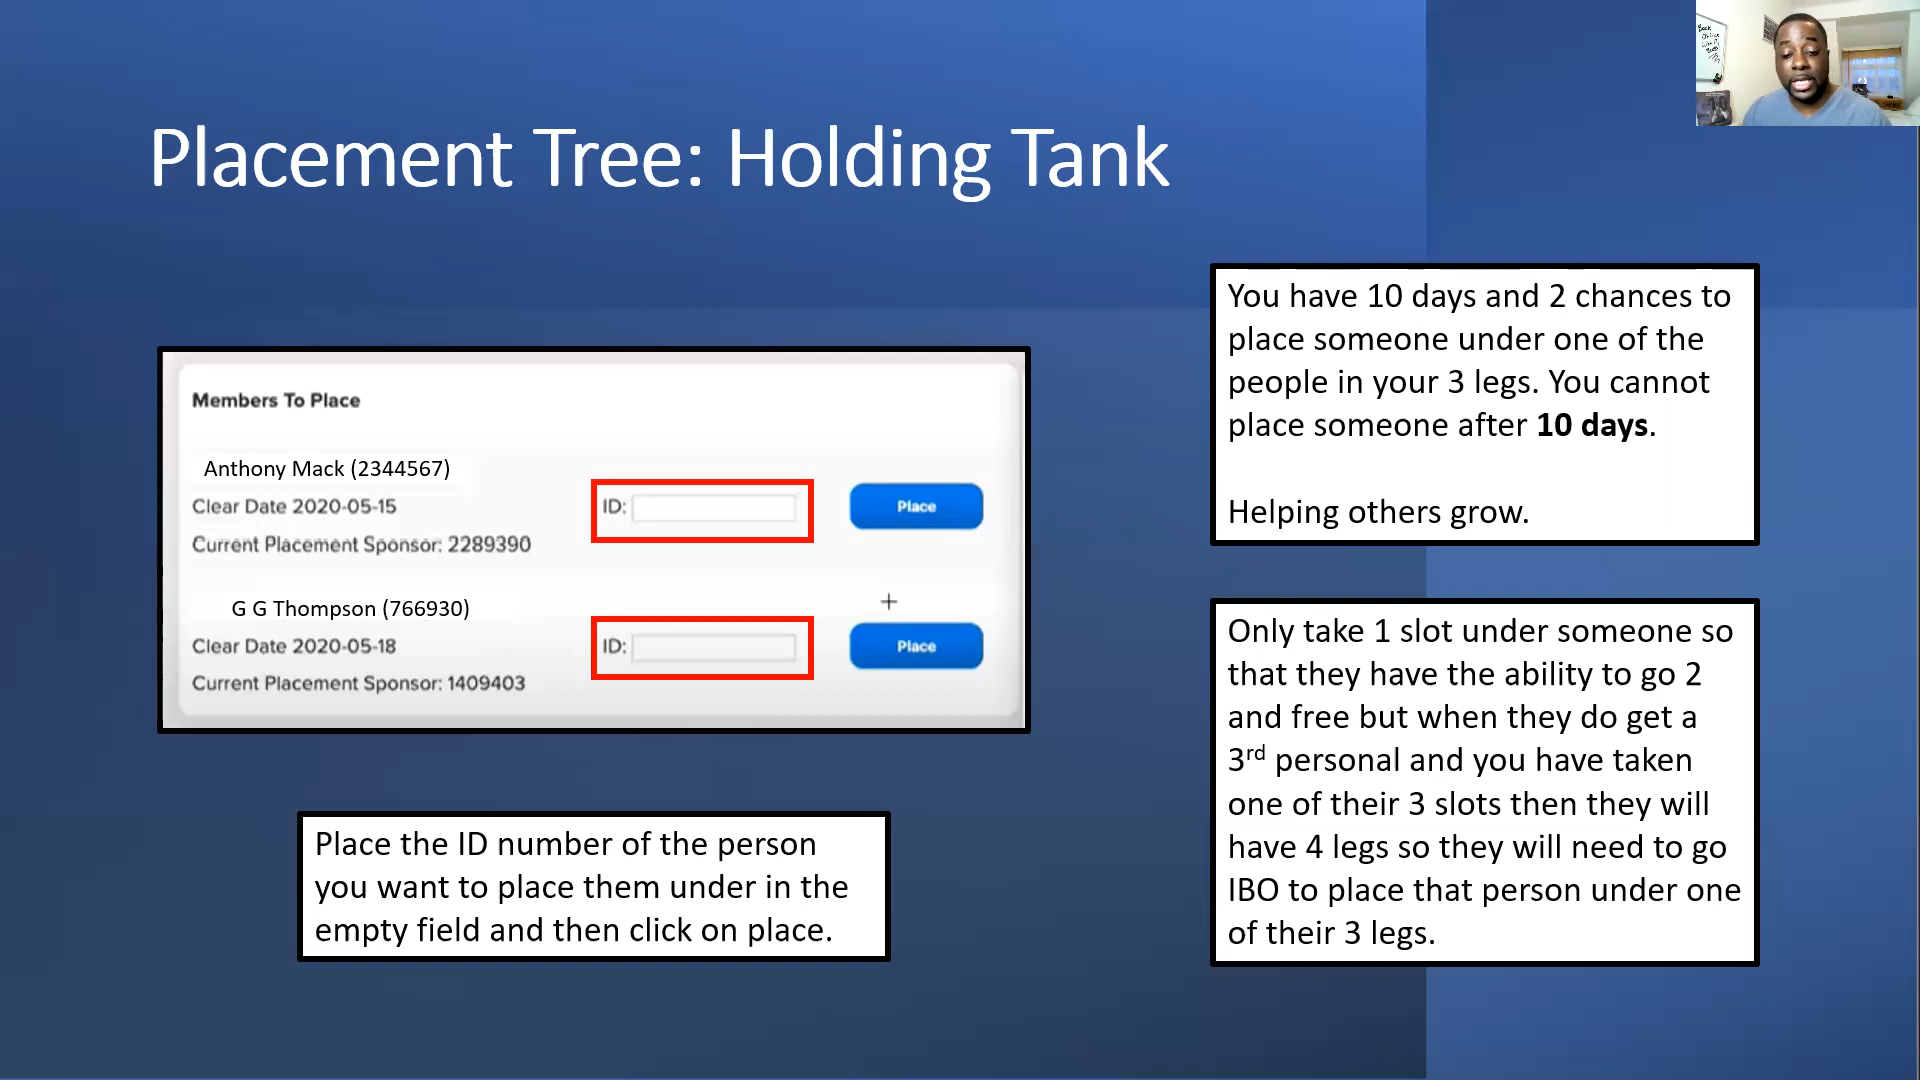 Placement Tree: Holding Tank
Members To Place
Anthony Mack (2344567)
Clear Date 2020-05-15
Current Placement Sponsor: 2289390
ID:
Place
G G Thompson (766930)
Clear Date 2020-05-18
Current Placement Sponsor: 1409403
ID:
Place
Place the ID number of the person
you want to place them under in the
empty field and then click on place.
You have 10 days and 2 chances to
place someone under one of the
people in your 3 legs. You cannot
place someone after 10 days.
Helping others grow.
Only take 1 slot under someone so
that they have the ability to go 2
and free but when they do get a
3rd personal and you have taken
one of their 3 slots then they will
have 4 legs so they will need to go
IBO to place that person under one
of their 3 legs.
Back
Office